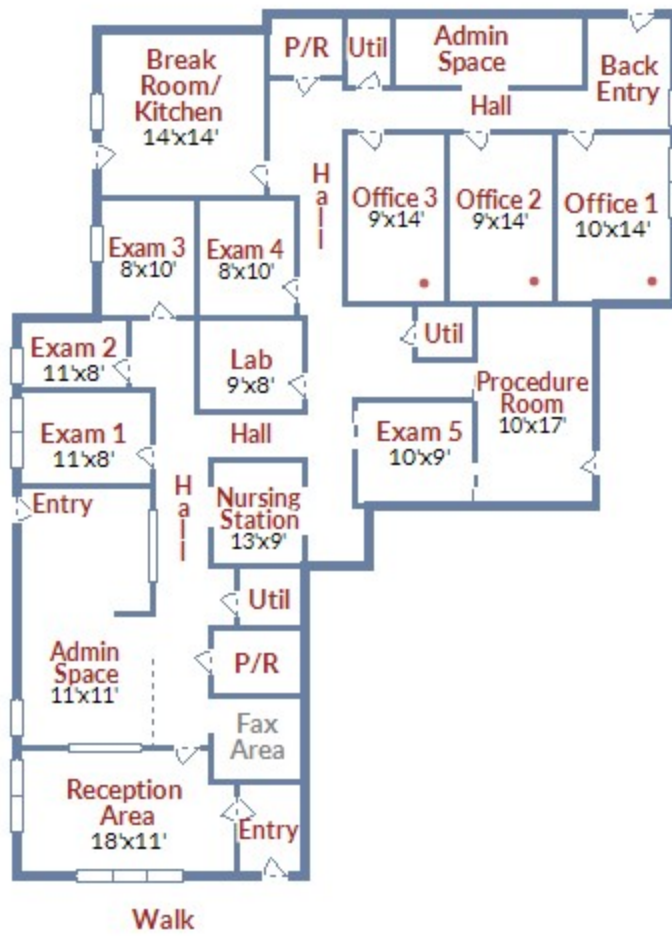 P/R
Util
Admin
Space
Back
Entry
Hall
Break
Room/
Kitchen
14'x14'
H
a
l
l
Office 3
9'x14'
Office 2
9'x14'
Office 1
10'x14'
Exam 3
8'x10'
Exam 4
8'x10'
Exam 2
11'x8'
Lab
9'x8'
Util
Procedure
Room
10'x17'
Exam 1
11'x8'
Hall
Exam 5
10'x9'
Entry
H
a
l
l
Nursing
Station
13'x9'
Util
Admin
Space
11'x11'
P/R
Fax
Area
Reception
Area
18'x11'
Entry
Walk